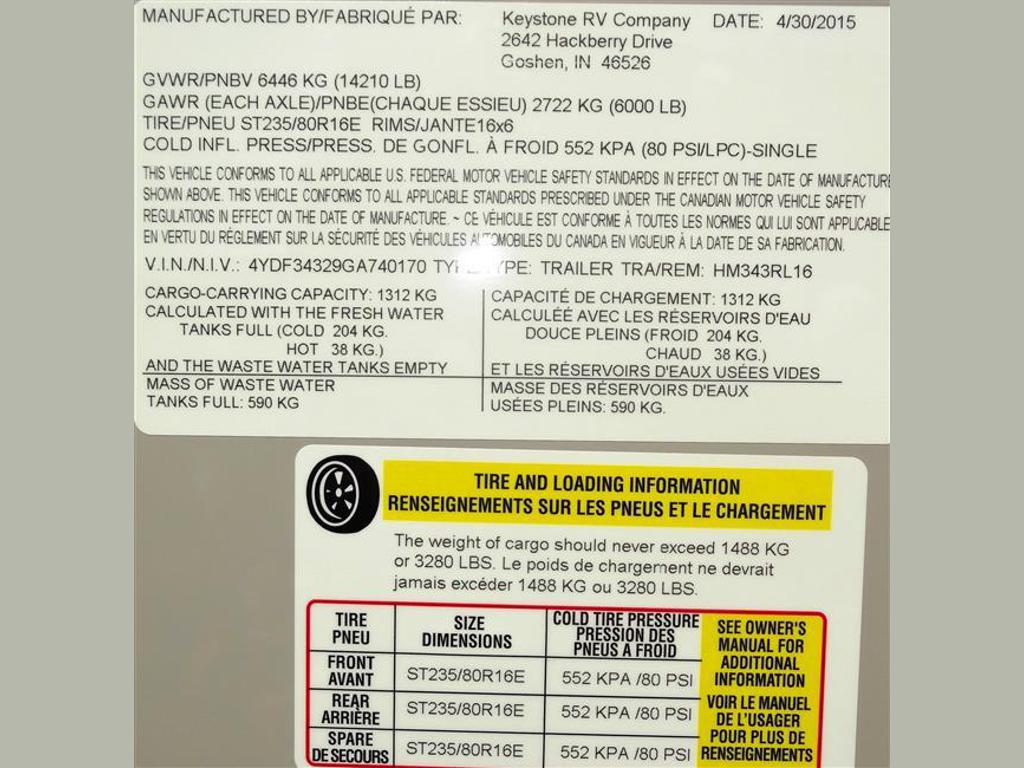 MANUFACTURED BY/FABRIQUÉ PAR: Keystone RV Company DATE: 4/30/2015
2642 Hackberry Drive
Goshen, IN 46526
GVWR/PNBV 6446 KG (14210 LB)
GAWR (EACH AXLE)/PNBE(CHAQUE ESSIEU) 2722 KG (6000 LB)
TIRE/PNEU ST235/80R16E RIMS/JANTE16x6
COLD INFL. PRESS/PRESS. DE GONFL. À FROID 552 KPA (80 PSI/LPC)-SINGLE
THIS VEHICLE CONFORMS TO ALL APPLICABLE U.S. FEDERAL MOTOR VEHICLE SAFETY STANDARDS IN EFFECT ON THE DATE OF MANUFACTURE
SHOWN ABOVE. THIS VEHICLE CONFORMS TO ALL APPLICABLE STANDARDS PRESCRIBED UNDER THE CANADIAN MOTOR VEHICLE SAFETY
REGULATIONS IN EFFECT ON THE DATE OF MANUFACTURE. ~ CE VÉHICULE EST CONFORME À TOUTES LES NORMES QUI LUI SONT APPLICABLE
EN VERTU DU RÉGLEMENT SUR LA SÉCURITÉ DES VÉHICULES AUTOMOBILES DU CANADA EN VIGUEUR À LA DATE DE SA FABRICATION.
V.I.N./N.I.V.: 4YDF34329GA740170 TYPE: TRAILER TRA/REM: HM343RL16
CARGO-CARRYING CAPACITY: 1312 KG
CALCULATED WITH THE FRESH WATER
TANKS FULL (COLD 204 KG.
HOT 38 KG.)
AND THE WASTE WATER TANKS EMPTY
MASS OF WASTE WATER
TANKS FULL: 590 KG
CAPACITÉ DE CHARGEMENT: 1312 KG
CALCULÉÉ AVEC LES RÉSERVOIRS D'EAU
DOUCE PLEINS (FROID 204 KG.
CHAUD 38 KG.)
ET LES RÉSERVOIRS D'EAUX USÉES VIDES
MASSE DES RÉSERVOIRS D'EAUX
USÉES PLEINS: 590 KG.
TIRE AND LOADING INFORMATION
RENSEIGNEMENTS SUR LES PNEUS ET LE CHARGEMENT
The weight of cargo should never exceed 1488 KG
or 3280 LBS. Le poids de chargement ne devrait
jamais excéder 1488 KG ou 3280 LBS.
TIRE
PNEU
SIZE
DIMENSIONS
COLD TIRE PRESSURE
PRESSION DES
PNEUS A FROID
FRONT
AVANT
ST235/80R16E
552 KPA /80 PSI
REAR
ARRIÈRE
ST235/80R16E
552 KPA /80 PSI
SPARE
DE SECOURS
ST235/80R16E
552 KPA /80 PSI
SEE OWNER'S
MANUAL FOR
ADDITIONAL
INFORMATION
VOIR LE MANUEL
DE L'USAGER
POUR PLUS DE
RENSEIGNEMENTS